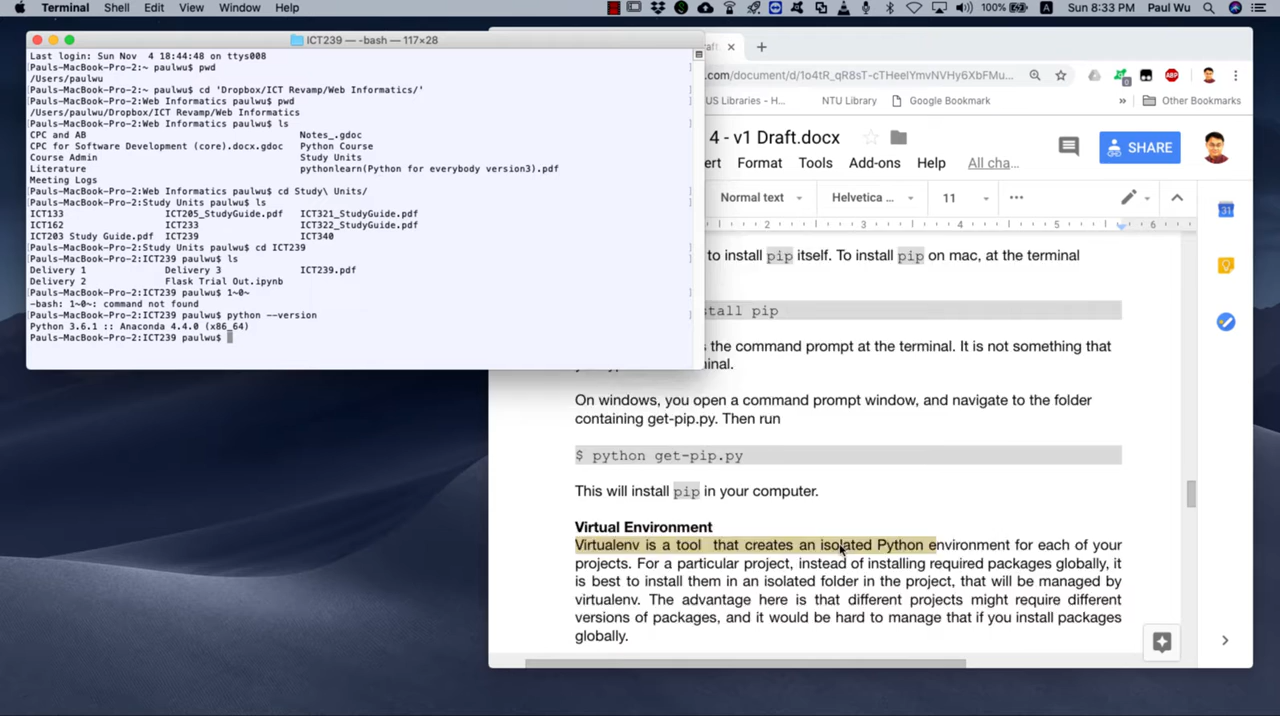 Terminal Shell Edit View Window Help 100% Sun 8:33 PM Paul Wu
ICT239 — -bash — 117×28
Last login: Sun Nov  4 18:44:48 on ttys008
Pauls-MacBook-Pro-2:~ paulwu$ pwd
/Users/paulwu
Pauls-MacBook-Pro-2:~ paulwu$ cd 'Dropbox/ICT Revamp/Web Informatics/'
Pauls-MacBook-Pro-2:Web Informatics paulwu$ pwd
/Users/paulwu/Dropbox/ICT Revamp/Web Informatics
Pauls-MacBook-Pro-2:Web Informatics paulwu$ ls
CPC and AB Notes_.gdoc
CPC for Software Development (core).docx.gdoc Python Course
Course Admin Study Units
Literature pythonlearn(Python for everybody version3).pdf
Meeting Logs
Pauls-MacBook-Pro-2:Web Informatics paulwu$ cd Study\ Units/
Pauls-MacBook-Pro-2:Study Units paulwu$ ls
ICT133 ICT205_StudyGuide.pdf ICT321_StudyGuide.pdf
ICT162 ICT233 ICT322_StudyGuide.pdf
ICT203 Study Guide.pdf ICT239 ICT340
Pauls-MacBook-Pro-2:Study Units paulwu$ cd ICT239
Pauls-MacBook-Pro-2:ICT239 paulwu$ ls
Delivery 1 Delivery 3 ICT239.pdf
Delivery 2 Flask Trial Out.ipynb
Pauls-MacBook-Pro-2:ICT239 paulwu$ 1~0~
-bash: 1~0~: command not found
Pauls-MacBook-Pro-2:ICT239 paulwu$ python --version
Python 3.6.1 :: Anaconda 4.4.0 (x86_64)
Pauls-MacBook-Pro-2:ICT239 paulwu$
.com/document/d/1o4tR_qR8sT-cTHeelYmvNVHy6XbFMu...
US Libraries - H... NTU Library Google Bookmark » Other Bookmarks
4 - v1 Draft.docx
Format Tools Add-ons Help All cha...
SHARE
Normal text Helvetica ... 11
2 3 4 5 6
to install pip itself. To install pip on mac, at the terminal
stall pip
s the command prompt at the terminal. It is not something that
On windows, you open a command prompt window, and navigate to the folder
containing get-pip.py. Then run
$ python get-pip.py
This will install pip in your computer.
Virtual Environment
Virtualenv is a tool that creates an isolated Python environment for each of your
projects. For a particular project, instead of installing required packages globally, it
is best to install them in an isolated folder in the project, that will be managed by
virtualenv. The advantage here is that different projects might require different
versions of packages, and it would be hard to manage that if you install packages
globally.
31